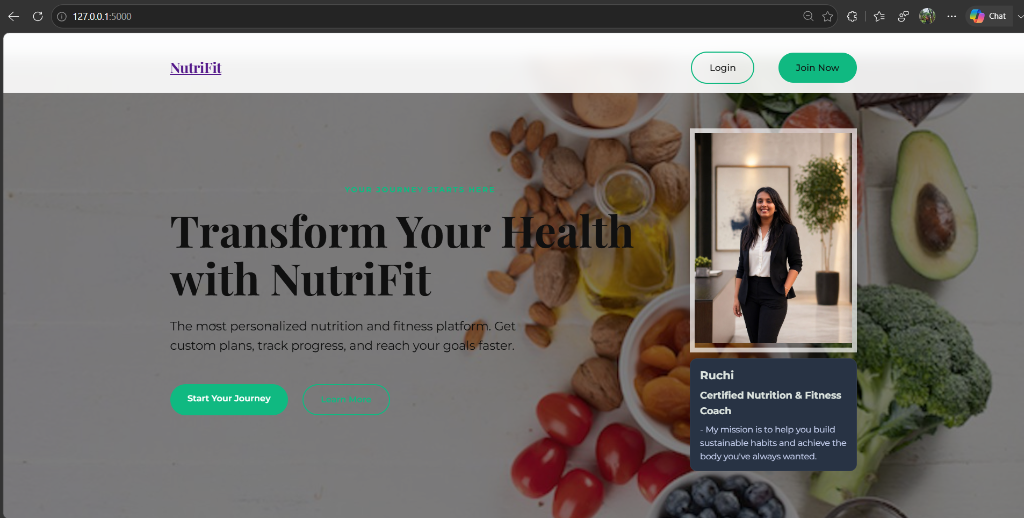 127.0.0.1:5000
Chat
NutriFit
Login
Join Now
YOUR JOURNEY STARTS HERE
Transform Your Health
with NutriFit
The most personalized nutrition and fitness platform. Get
custom plans, track progress, and reach your goals faster.
Start Your Journey
Learn More
Ruchi
Certified Nutrition & Fitness
Coach
- My mission is to help you build
sustainable habits and achieve the
body you've always wanted.